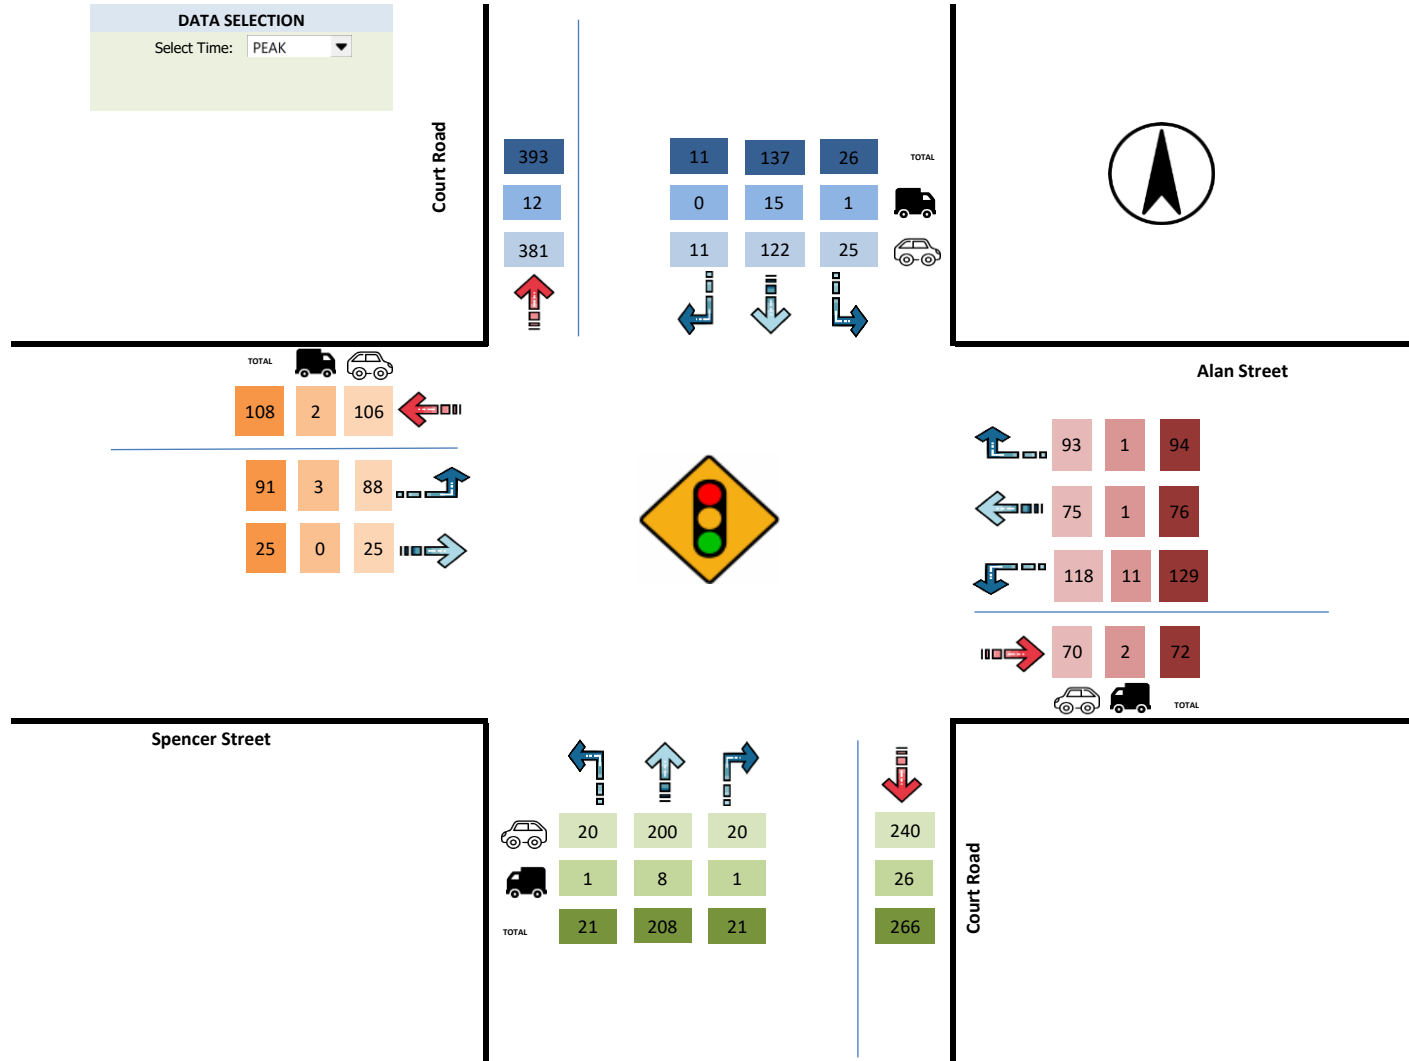 DATA SELECTION
Select Time: PEAK
Court Road
393 11 137 26 TOTAL
12 0 15 1
381 11 122 25
TOTAL
108 2 106
91 3 88
25 0 25
Alan Street
93 1 94
75 1 76
118 11 129
70 2 72
TOTAL
Spencer Street
20 200 20 240
1 8 1 26
TOTAL 21 208 21 266
Court Road